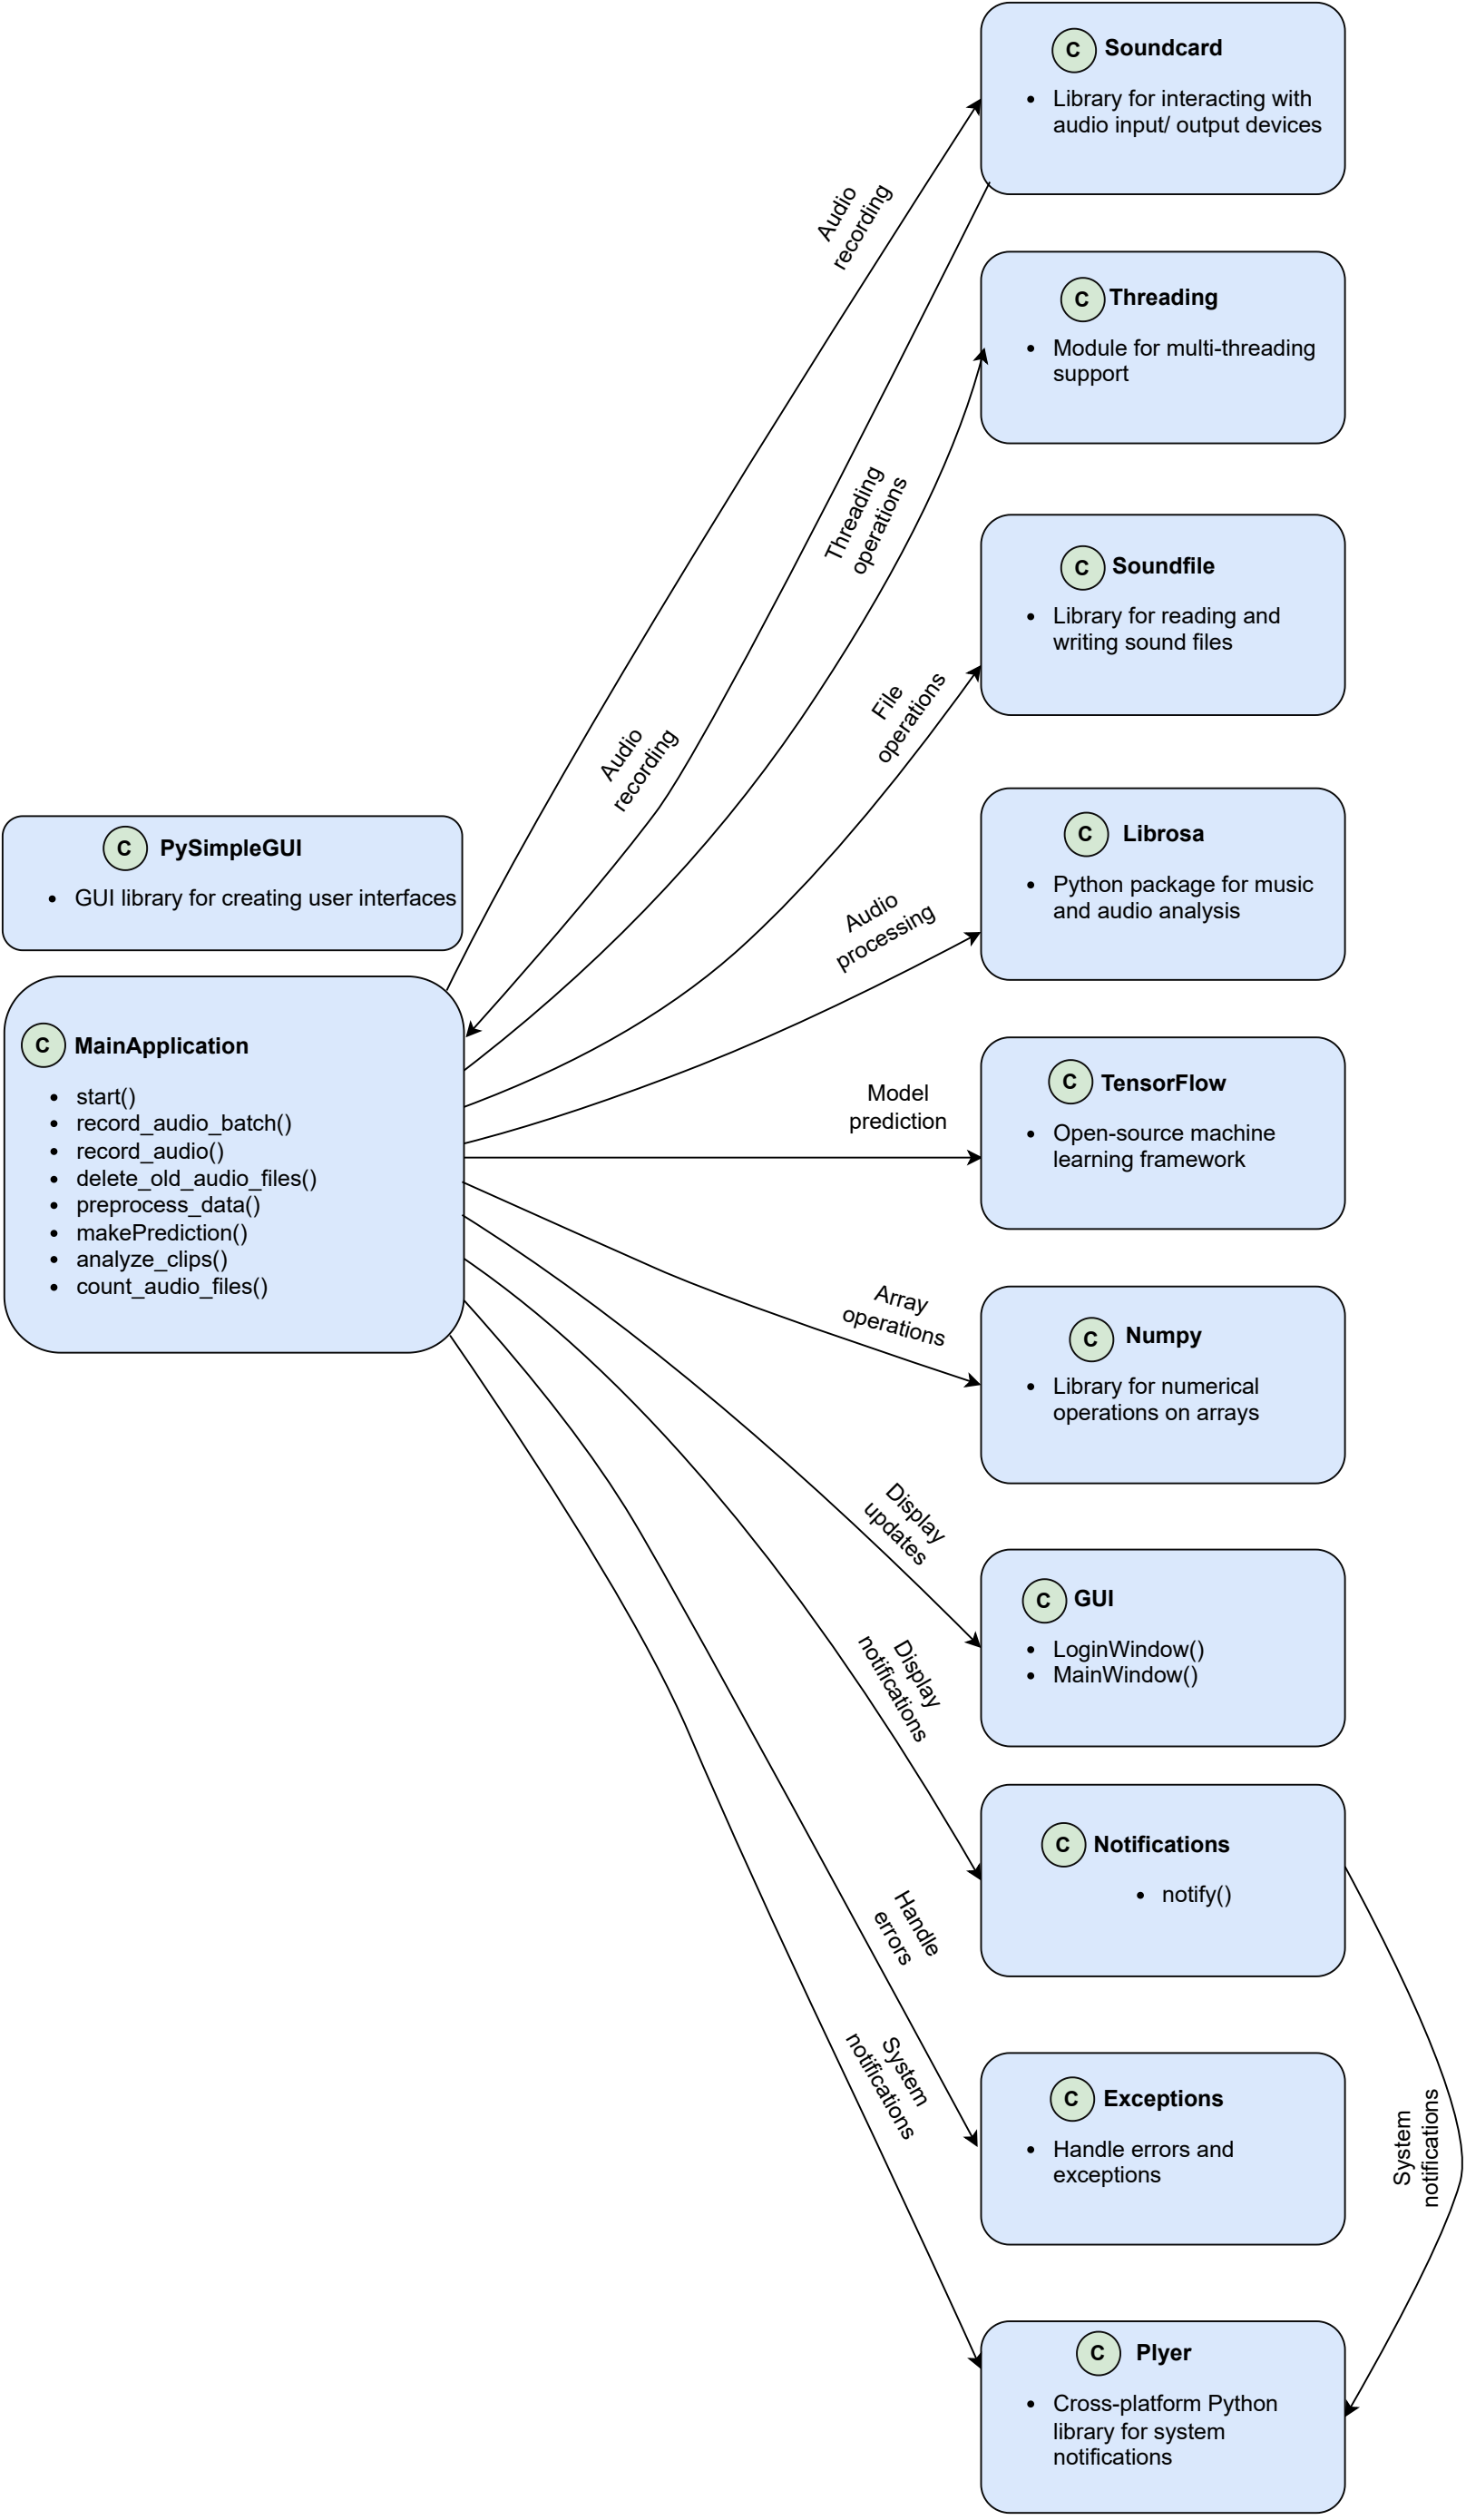 C Soundcard
Library for interacting with
audio input/ output devices
Audio
recording
C Threading
Module for multi-threading
support
Threading
operations
C Soundfile
Library for reading and
writing sound files
File
operations
Audio
recording
C PySimpleGUI
GUI library for creating user interfaces
C Librosa
Python package for music
and audio analysis
Audio
processing
C MainApplication
start()
record_audio_batch()
record_audio()
delete_old_audio_files()
preprocess_data()
makePrediction()
analyze_clips()
count_audio_files()
Model
prediction
C TensorFlow
Open-source machine
learning framework
Array
operations
C Numpy
Library for numerical
operations on arrays
Display
updates
C GUI
LoginWindow()
MainWindow()
Display
notifications
C Notifications
notify()
Handle
errors
C Exceptions
Handle errors and
exceptions
System
notifications
System
notifications
C Plyer
Cross-platform Python
library for system
notifications